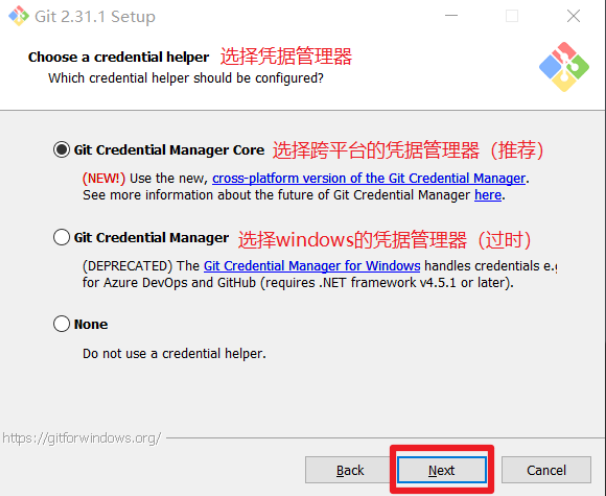 Git 2.31.1 Setup
Choose a credential helper 选择凭据管理器
Which credential helper should be configured?
Git Credential Manager Core 选择跨平台的凭据管理器（推荐）
(NEW!) Use the new, cross-platform version of the Git Credential Manager.
See more information about the future of Git Credential Manager here.
Git Credential Manager 选择windows的凭据管理器（过时）
(DEPRECATED) The Git Credential Manager for Windows handles credentials e.g
for Azure DevOps and GitHub (requires .NET framework v4.5.1 or later).
None
Do not use a credential helper.
https://gitforwindows.org/
Back Next Cancel